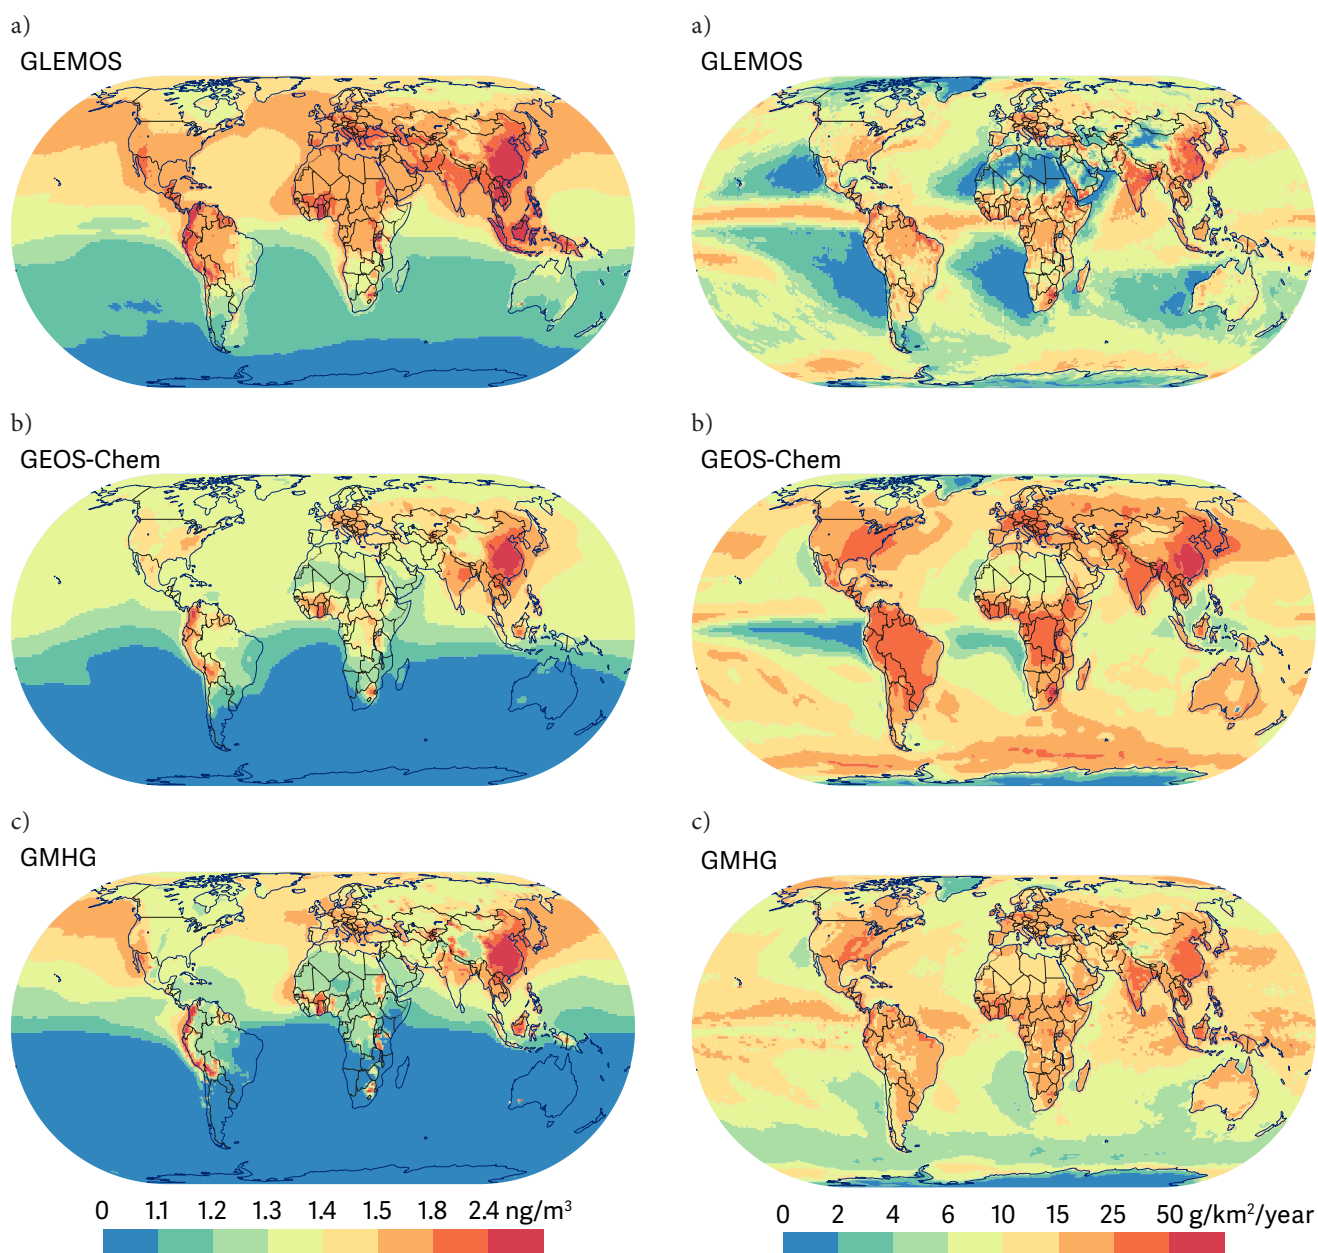 a)
GLEMOS
b)
GEOS-Chem
c)
GMHG
0 1.1 1.2 1.3 1.4 1.5 1.8 2.4 ng/m³
a)
GLEMOS
b)
GEOS-Chem
c)
GMHG
0 2 4 6 10 15 25 50 g/km²/year